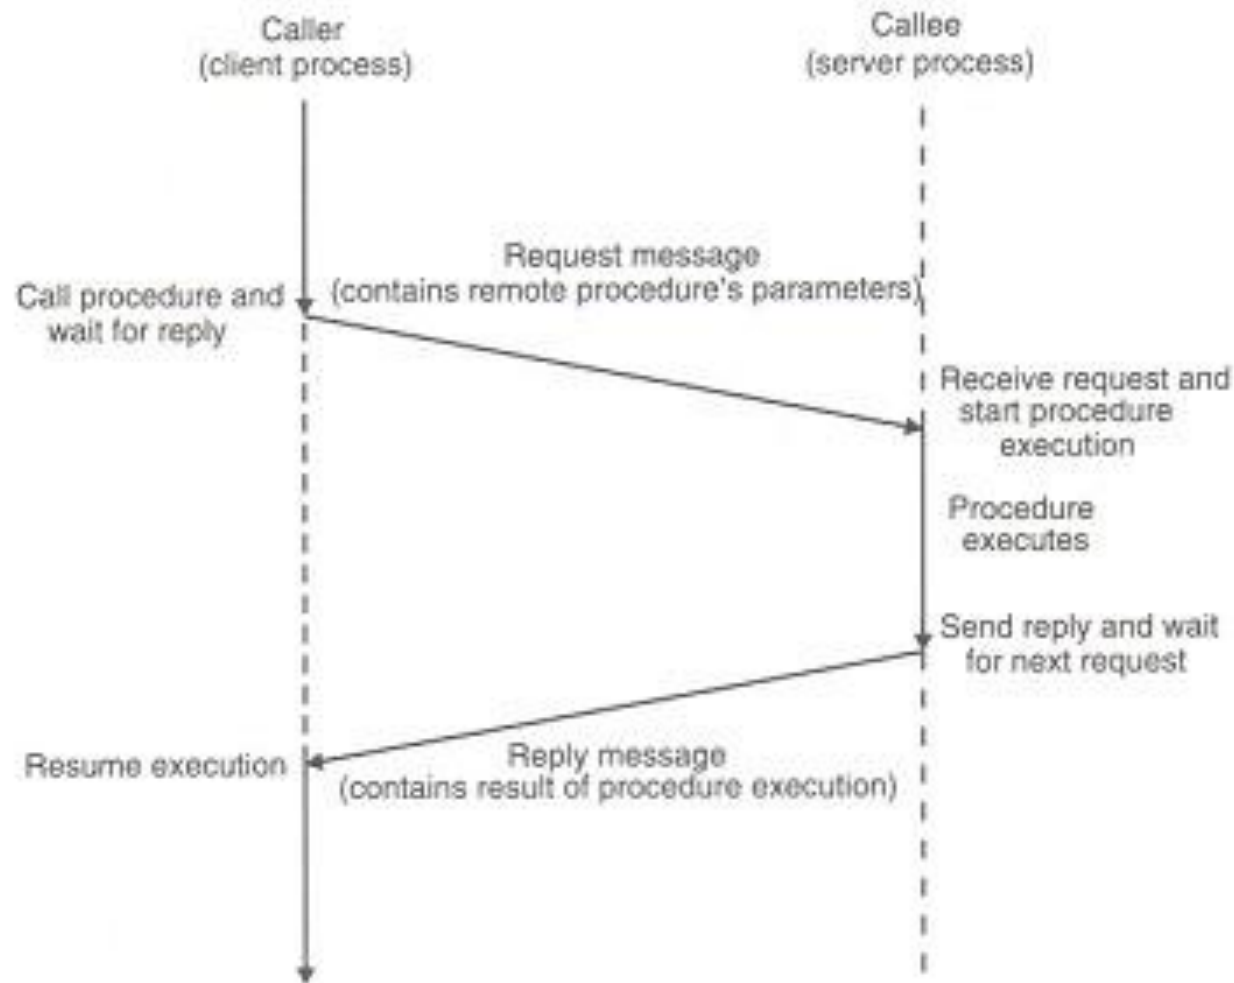 Caller
(client process)
Callee
(server process)
Request message
(contains remote procedure's parameters)
Call procedure and
wait for reply
Receive request and
start procedure
execution
Procedure
executes
Send reply and wait
for next request
Resume execution
Reply message
(contains result of procedure execution)